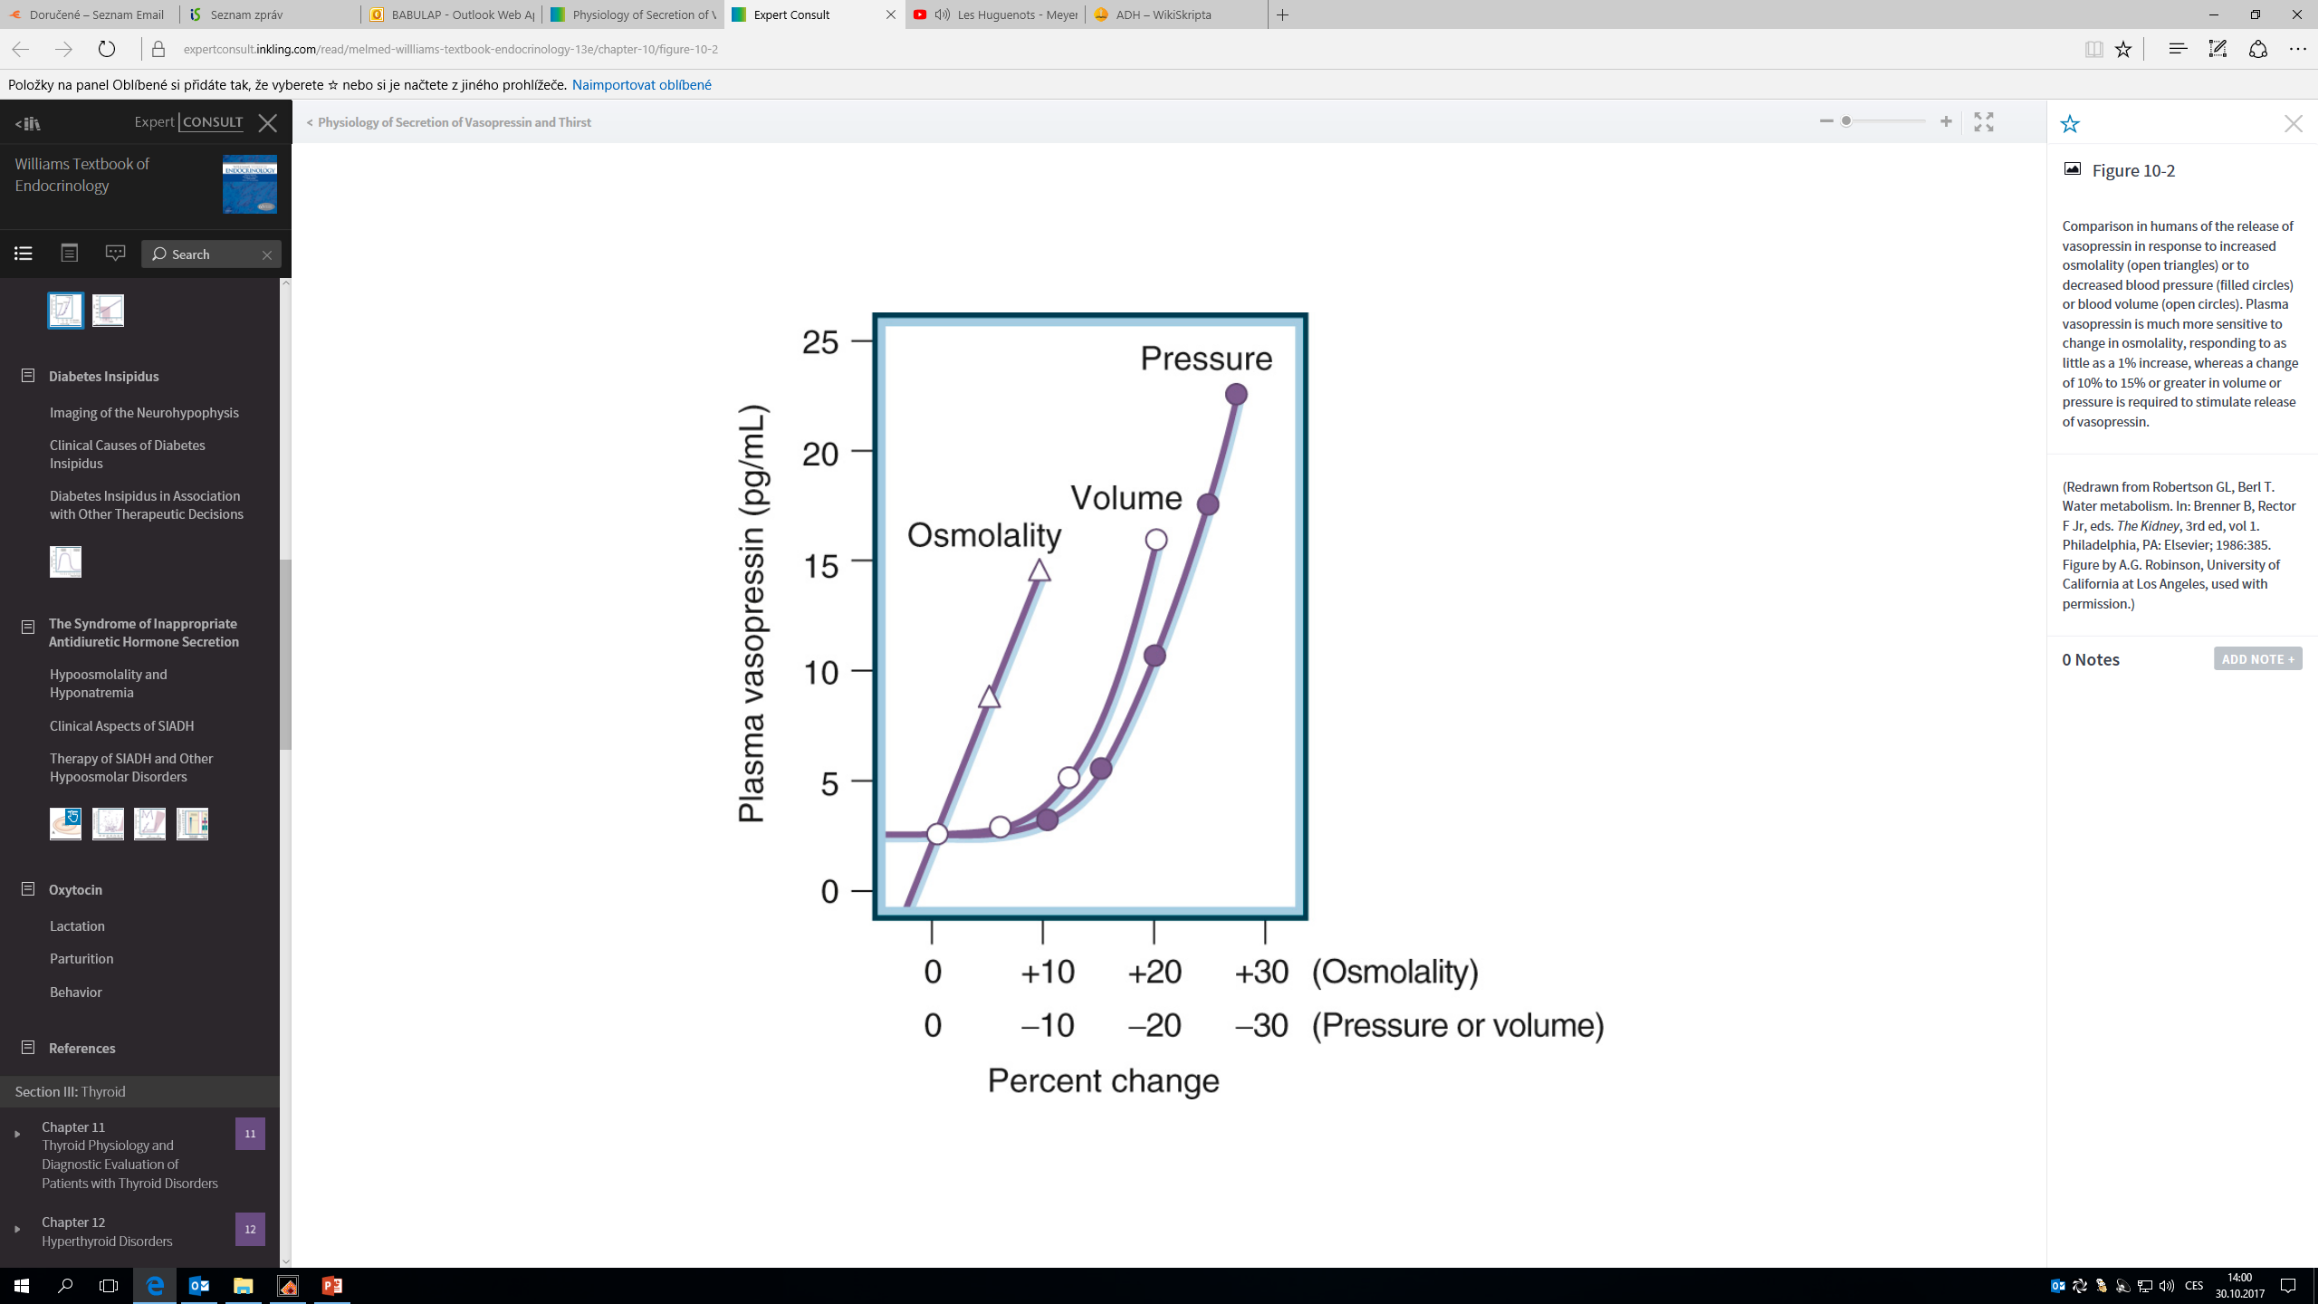 Doručené – Seznam Email
Seznam zpráv
BABULAP - Outlook Web Ap
Physiology of Secretion of V
Expert Consult
Les Huguenots - Meyer
ADH – WikiSkripta
expertconsult.inkling.com/read/melmed-willliams-textbook-endocrinology-13e/chapter-10/figure-10-2
Položky na panel Oblíbené si přidáte tak, že vyberete ☆ nebo si je načtete z jiného prohlížeče. Naimportovat oblíbené
Expert CONSULT
Williams Textbook of
Endocrinology
ENDOCRINOLOGY
Search
Diabetes Insipidus
Imaging of the Neurohypophysis
Clinical Causes of Diabetes
Insipidus
Diabetes Insipidus in Association
with Other Therapeutic Decisions
The Syndrome of Inappropriate
Antidiuretic Hormone Secretion
Hypoosmolality and
Hyponatremia
Clinical Aspects of SIADH
Therapy of SIADH and Other
Hypoosmolar Disorders
Oxytocin
Lactation
Parturition
Behavior
References
Section III: Thyroid
Chapter 11
11
Thyroid Physiology and
Diagnostic Evaluation of
Patients with Thyroid Disorders
Chapter 12
12
Hyperthyroid Disorders
< Physiology of Secretion of Vasopressin and Thirst
Plasma vasopressin (pg/mL)
25
20
15
10
5
0
Pressure
Volume
Osmolality
0 +10 +20 +30 (Osmolality)
0 –10 –20 –30 (Pressure or volume)
Percent change
Figure 10-2
Comparison in humans of the release of
vasopressin in response to increased
osmolality (open triangles) or to
decreased blood pressure (filled circles)
or blood volume (open circles). Plasma
vasopressin is much more sensitive to
change in osmolality, responding to as
little as a 1% increase, whereas a change
of 10% to 15% or greater in volume or
pressure is required to stimulate release
of vasopressin.
(Redrawn from Robertson GL, Berl T.
Water metabolism. In: Brenner B, Rector
F Jr, eds. The Kidney, 3rd ed, vol 1.
Philadelphia, PA: Elsevier; 1986:385.
Figure by A.G. Robinson, University of
California at Los Angeles, used with
permission.)
0 Notes
ADD NOTE +
CES
14:00
30.10.2017